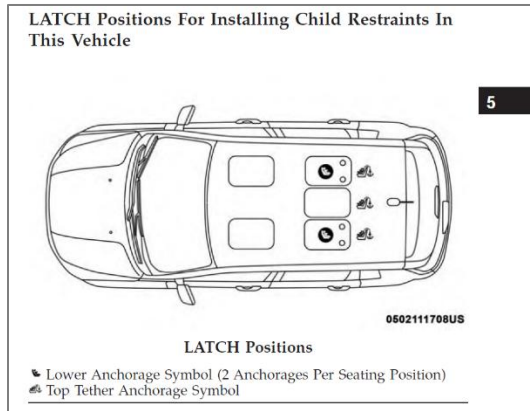 LATCH Positions For Installing Child Restraints In
This Vehicle
5
0502111708US
LATCH Positions
Lower Anchorage Symbol (2 Anchorages Per Seating Position)
Top Tether Anchorage Symbol